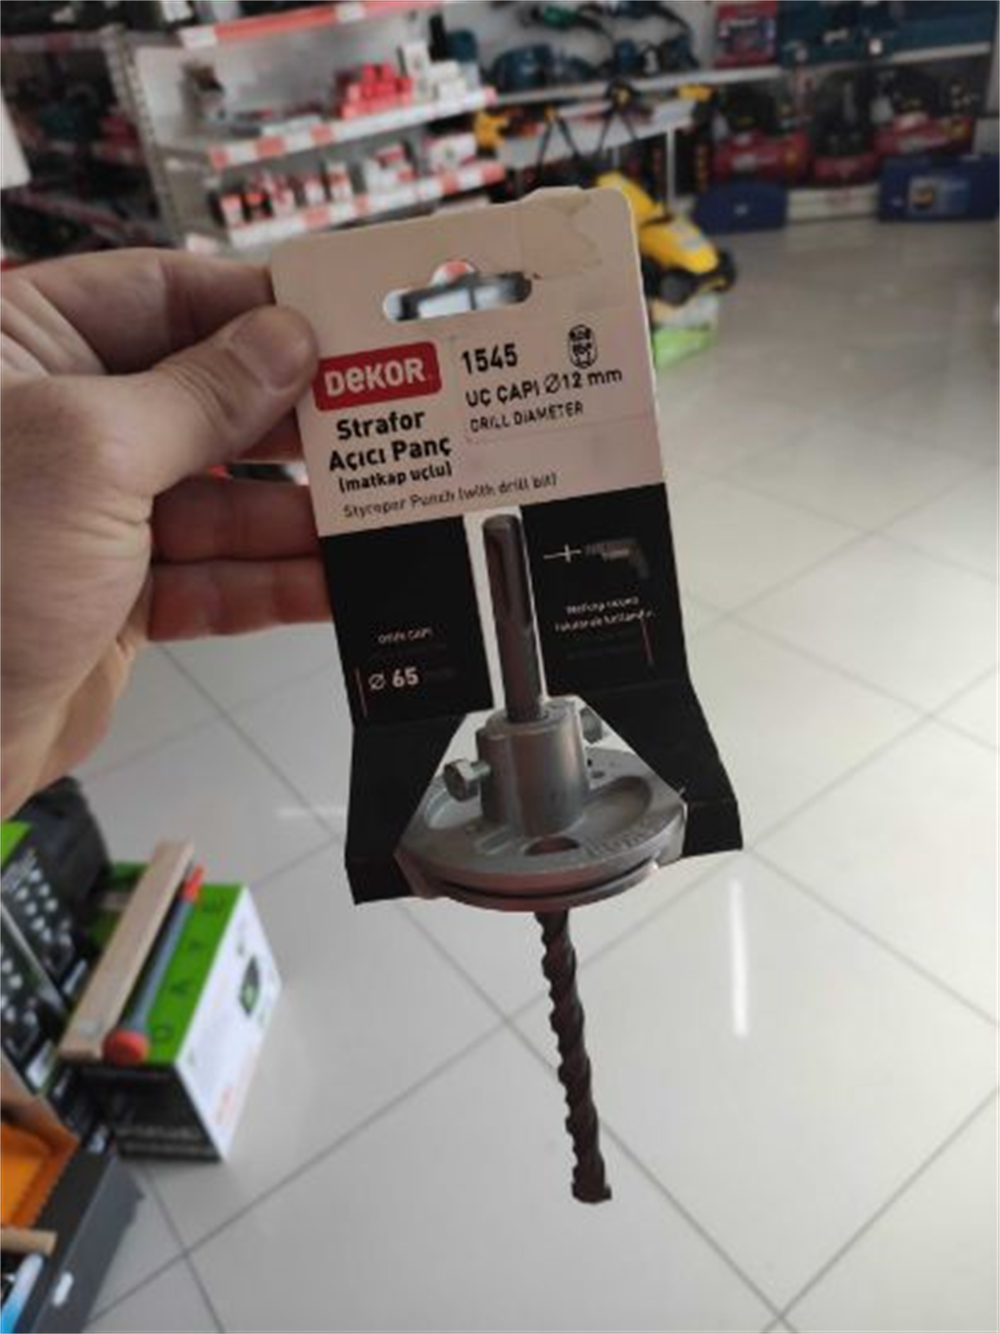 DEKOR
1545
UÇ ÇAPI Ø12 mm
DRILL DIAMETER
Strafor
Açıcı Panç
(matkap uçlu)
Styropor Punch (with drill bit)
Ø 65